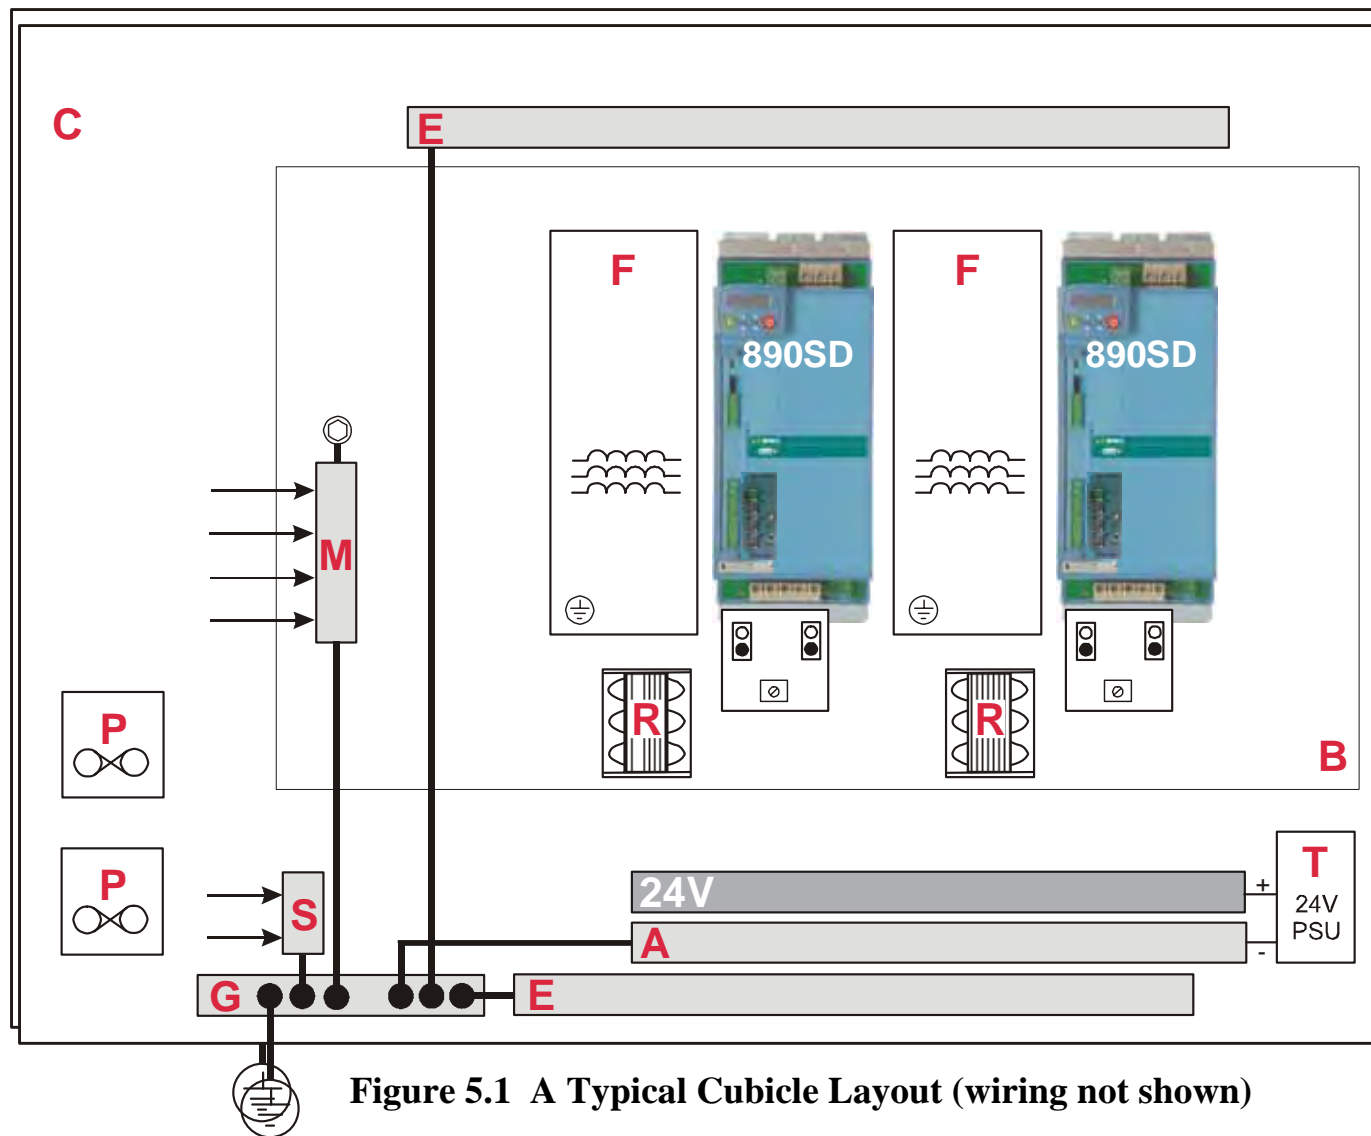 C
E
F
F
890SD
890SD
M
P
R
R
B
P
S
24V
+
T
24V
PSU
A
-
G
E
Figure 5.1 A Typical Cubicle Layout (wiring not shown)